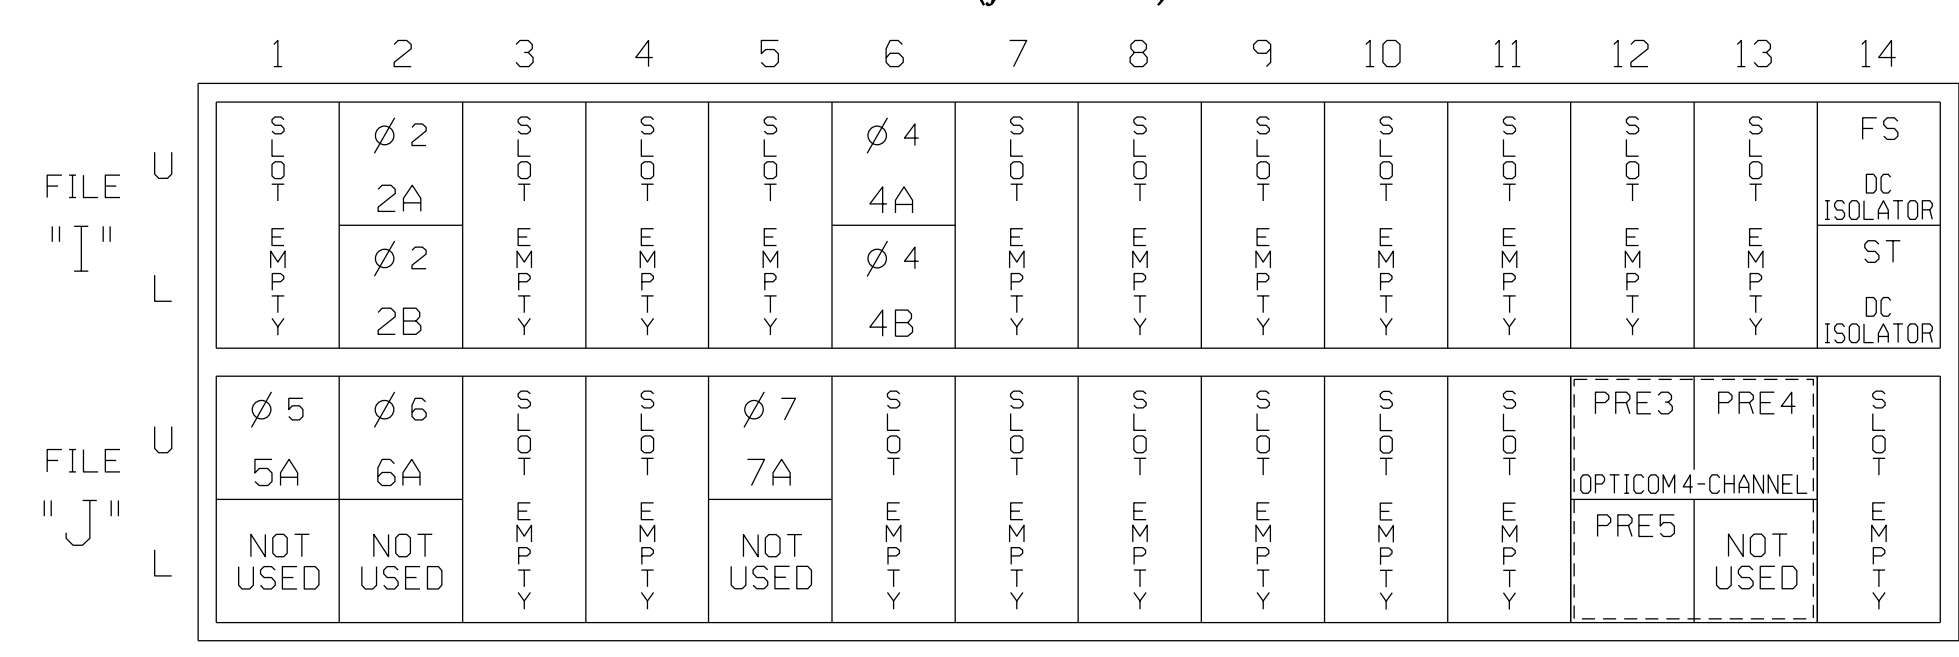 1 2 3 4 5 6 7 8 9 10 11 12 13 14
FILE "I"
U
L
SLOT EMPTY
Ø 2
2A
Ø 2
2B
SLOT EMPTY
SLOT EMPTY
SLOT EMPTY
Ø 4
4A
Ø 4
4B
SLOT EMPTY
SLOT EMPTY
SLOT EMPTY
SLOT EMPTY
SLOT EMPTY
SLOT EMPTY
SLOT EMPTY
FS
DC
ISOLATOR
ST
DC
ISOLATOR
FILE "J"
U
L
Ø 5
5A
NOT
USED
Ø 6
6A
NOT
USED
SLOT EMPTY
SLOT EMPTY
Ø 7
7A
NOT
USED
SLOT EMPTY
SLOT EMPTY
SLOT EMPTY
SLOT EMPTY
SLOT EMPTY
SLOT EMPTY
PRE3 PRE4
OPTICOM 4-CHANNEL
PRE5
NOT
USED
SLOT EMPTY